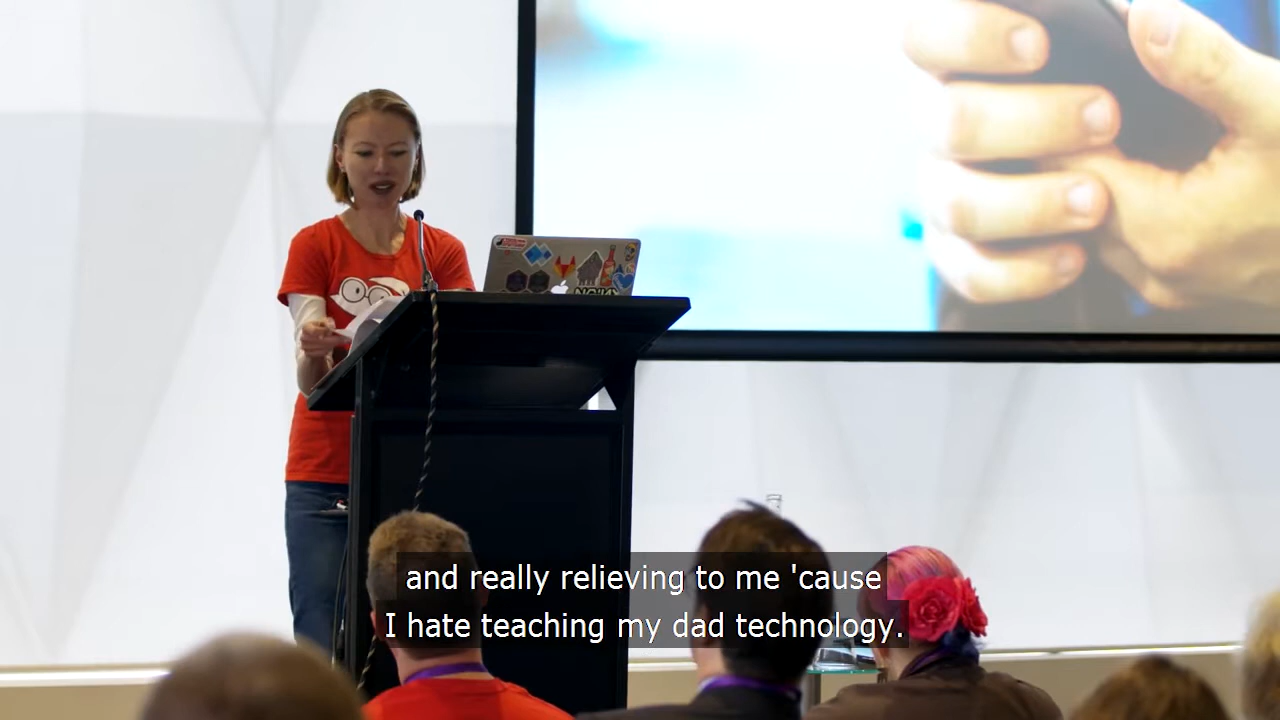 and really relieving to me 'cause
I hate teaching my dad technology.